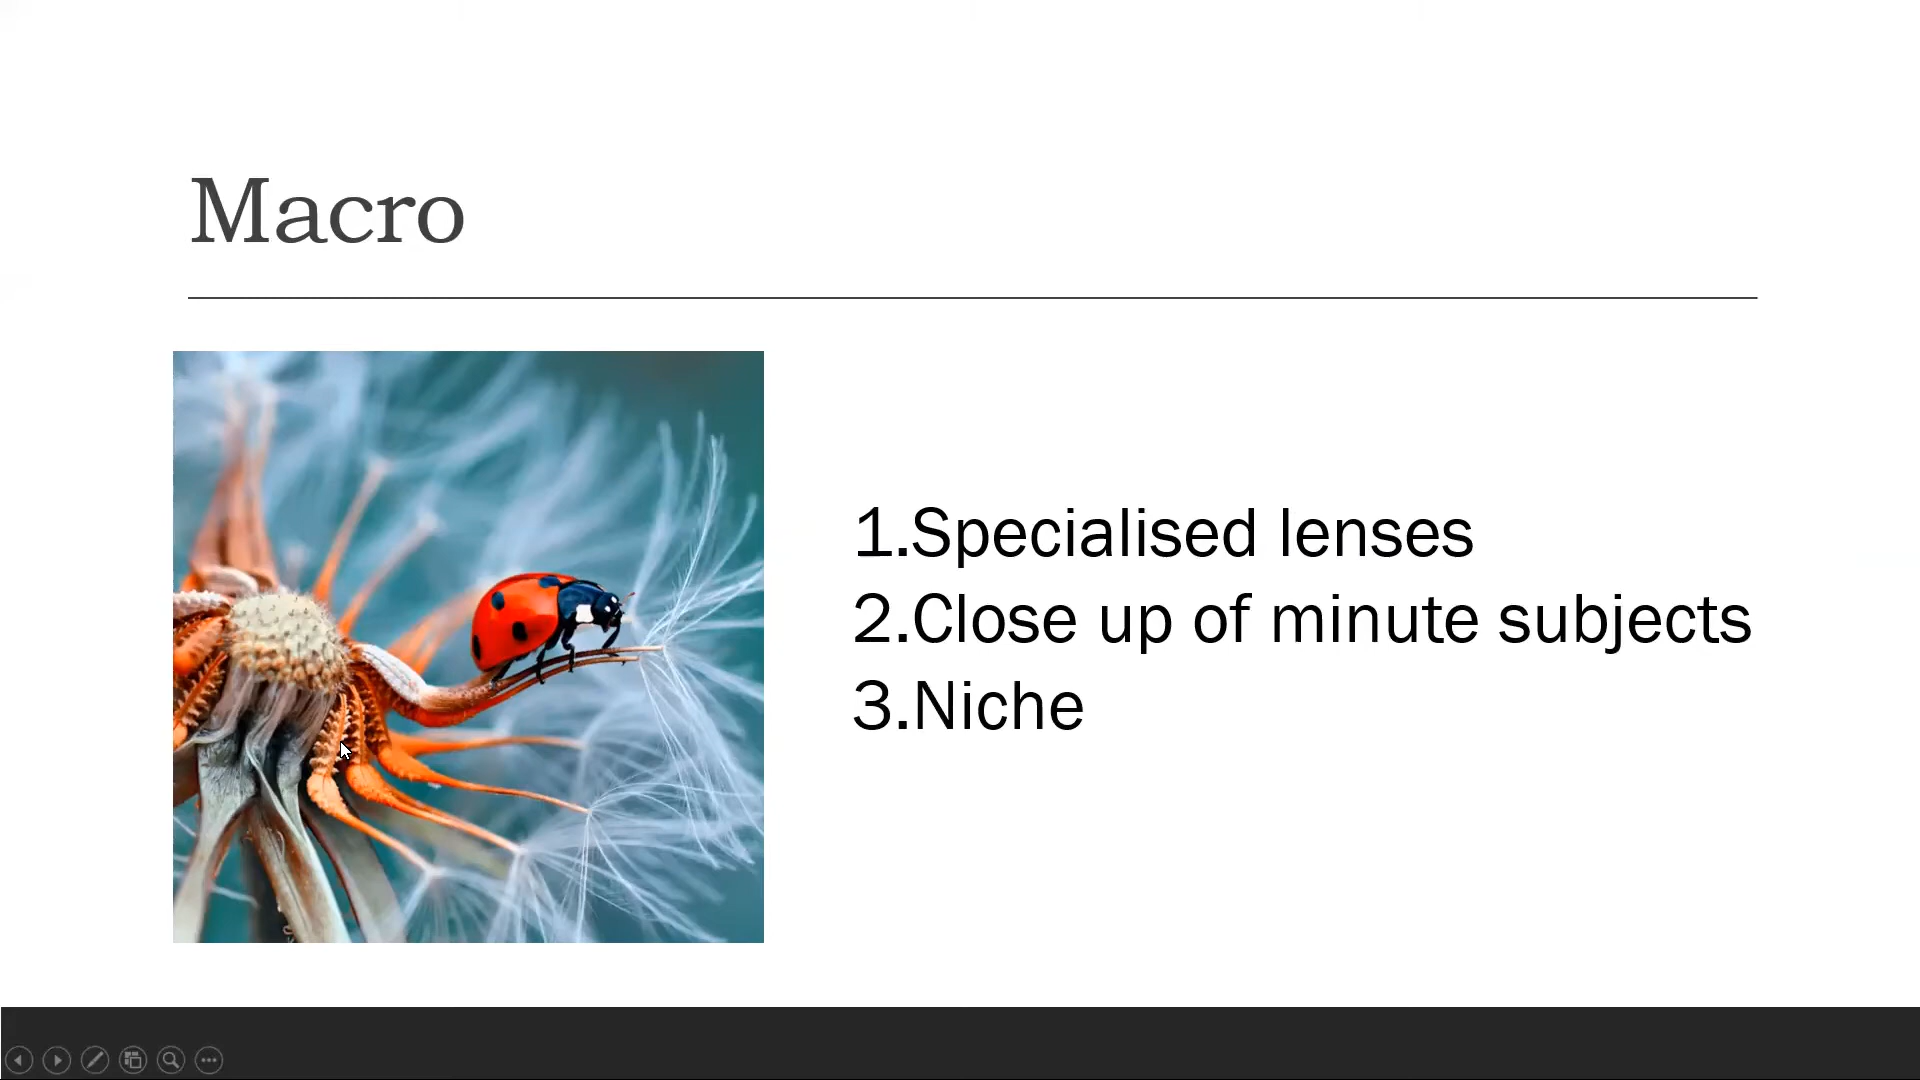 Macro
1.Specialised lenses
2.Close up of minute subjects
3.Niche